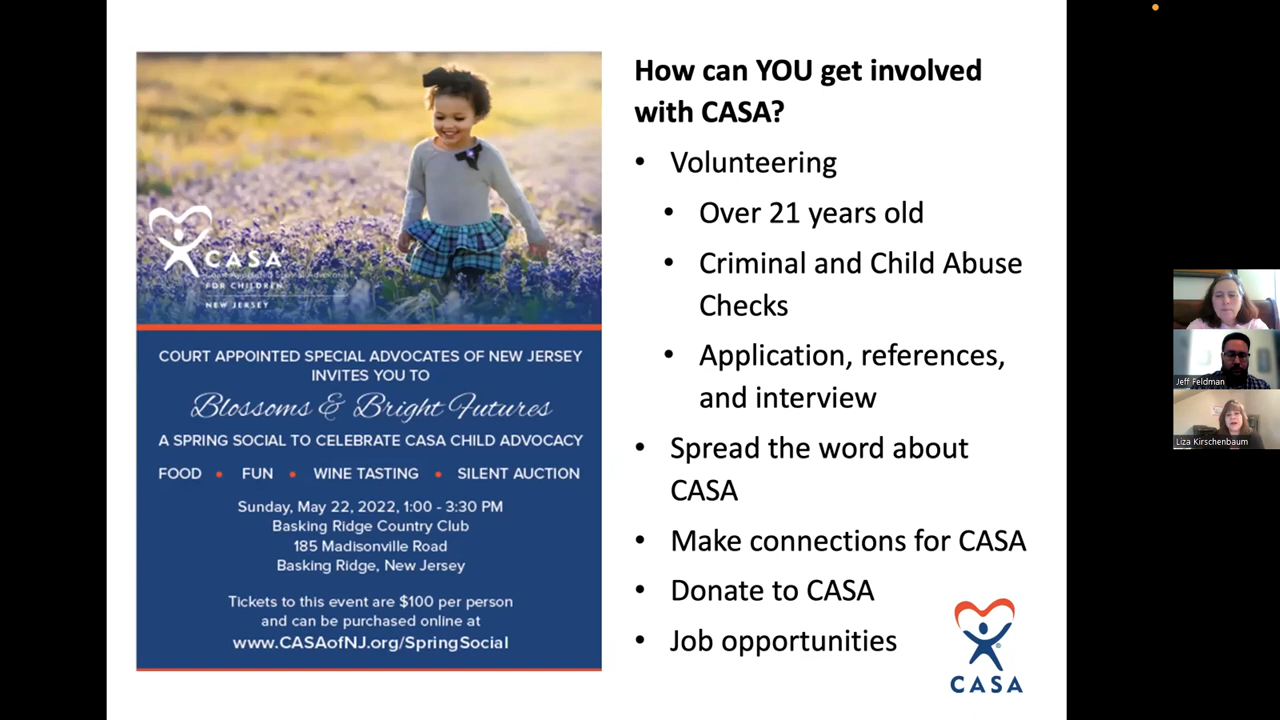 CASA
Court Appointed Special Advocates
FOR CHILDREN
NEW JERSEY
COURT APPOINTED SPECIAL ADVOCATES OF NEW JERSEY
INVITES YOU TO
Blossoms & Bright Futures
A SPRING SOCIAL TO CELEBRATE CASA CHILD ADVOCACY
FOOD • FUN • WINE TASTING • SILENT AUCTION
Sunday, May 22, 2022, 1:00 - 3:30 PM
Basking Ridge Country Club
185 Madisonville Road
Basking Ridge, New Jersey
Tickets to this event are $100 per person
and can be purchased online at
www.CASAofNJ.org/SpringSocial
How can YOU get involved
with CASA?
• Volunteering
• Over 21 years old
• Criminal and Child Abuse
Checks
• Application, references,
and interview
• Spread the word about
CASA
• Make connections for CASA
• Donate to CASA
• Job opportunities
CASA
Jeff Feldman
Liza Kirschenbaum